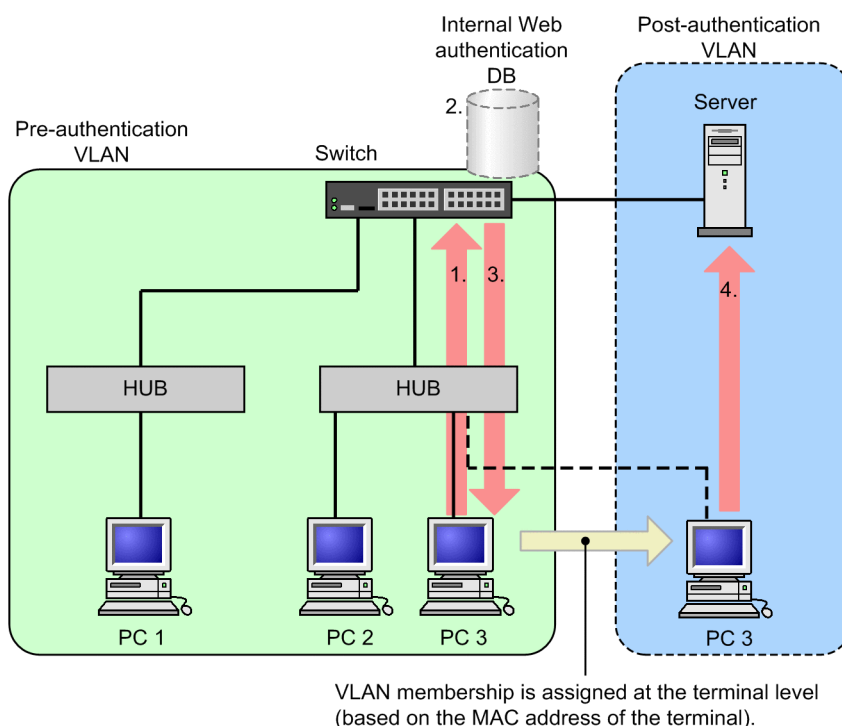 Internal Web
authentication
DB
Post-authentication
VLAN
2.
Server
Pre-authentication
VLAN
Switch
1.
3.
4.
HUB
HUB
PC 1
PC 2
PC 3
PC 3
VLAN membership is assigned at the terminal level
(based on the MAC address of the terminal).